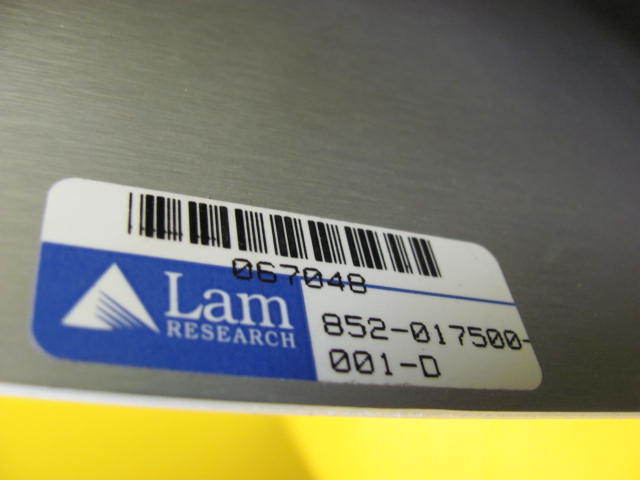 067048
Lam
RESEARCH
852-017500-
001-D